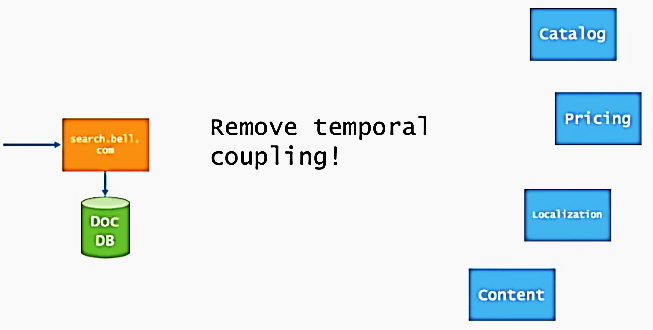 Catalog
Pricing
search.bell.
com
Remove temporal
coupling!
Doc
DB
Localization
Content